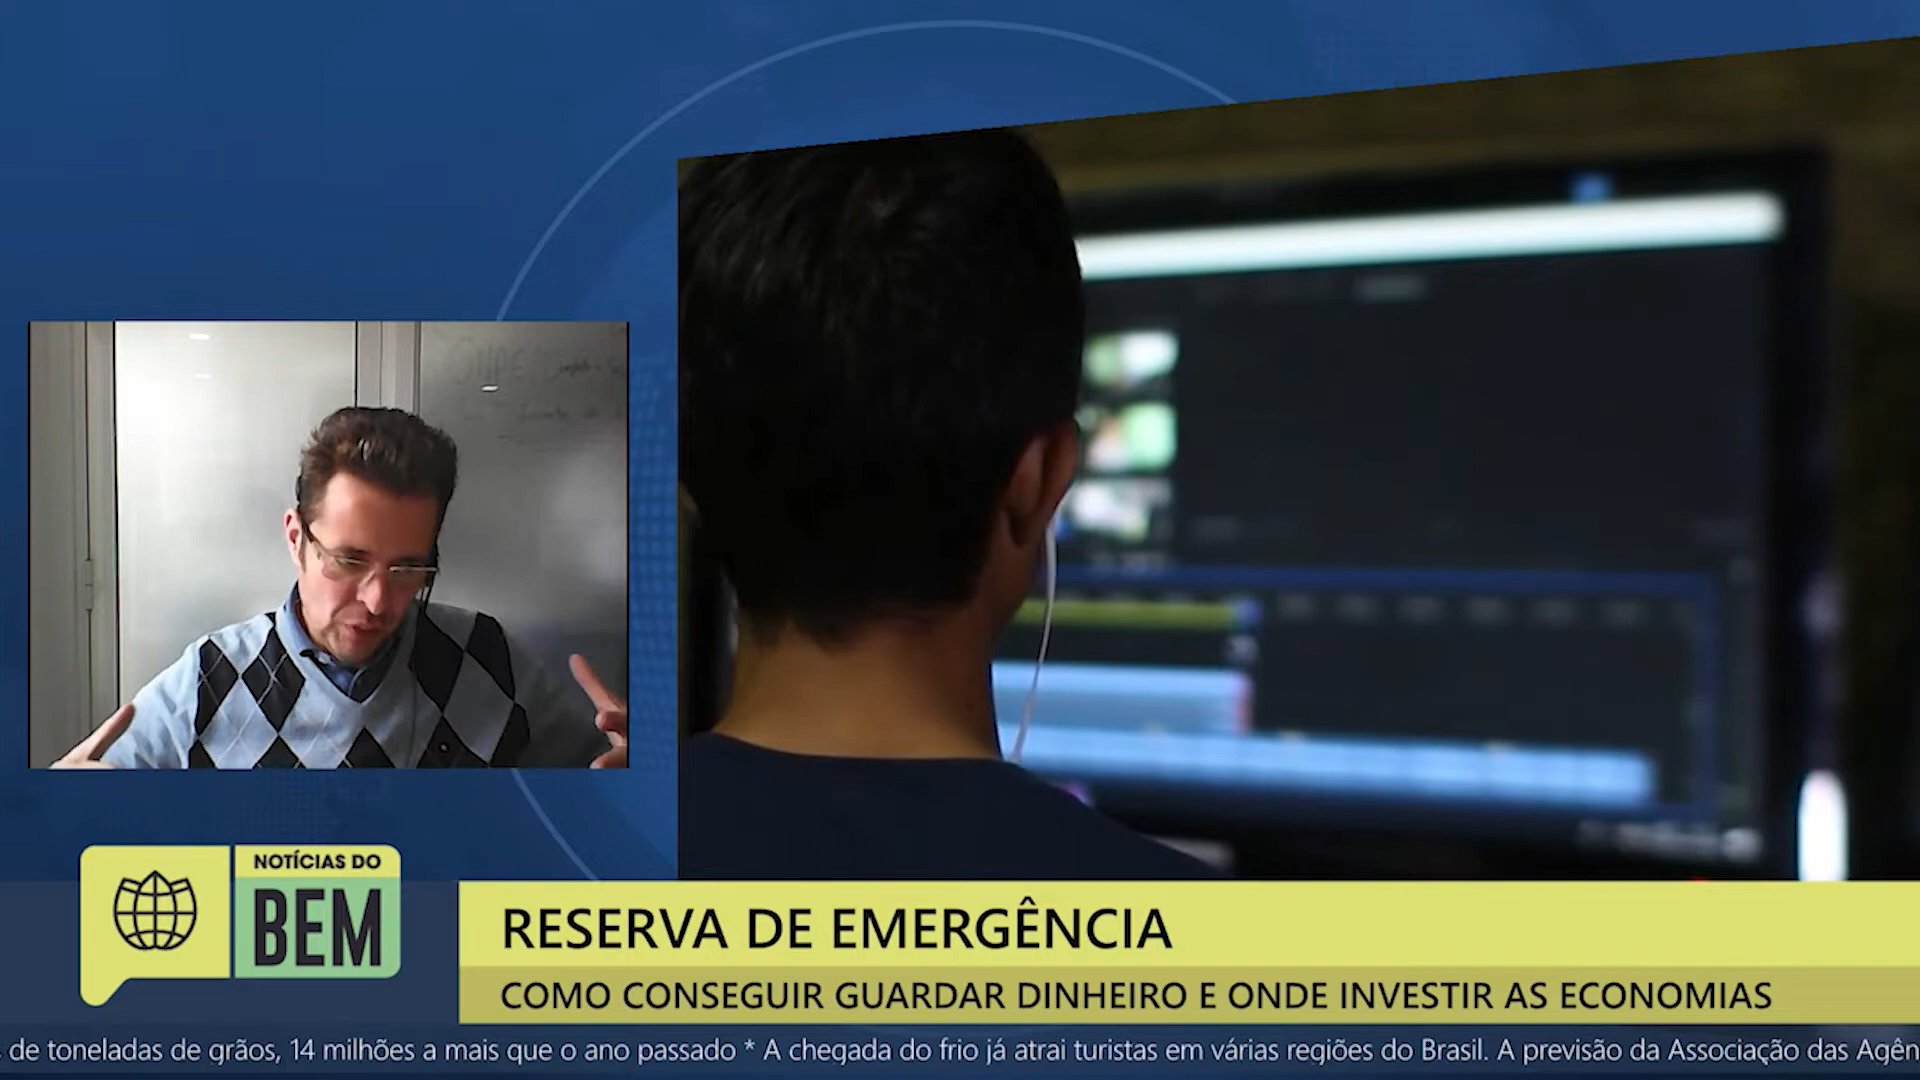 NOTÍCIAS DO
BEM
RESERVA DE EMERGÊNCIA
COMO CONSEGUIR GUARDAR DINHEIRO E ONDE INVESTIR AS ECONOMIAS
de toneladas de grãos, 14 milhões a mais que o ano passado * A chegada do frio já atrai turistas em várias regiões do Brasil. A previsão da Associação das Agên